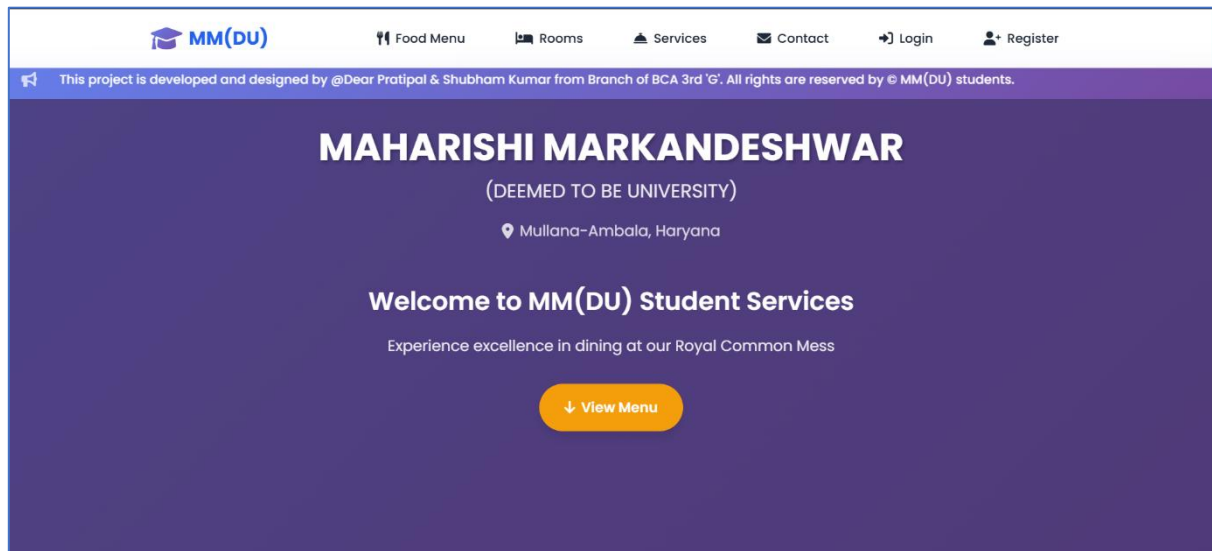 MM(DU) Food Menu Rooms Services Contact Login Register
This project is developed and designed by @Dear Pratipal & Shubham Kumar from Branch of BCA 3rd 'G'. All rights are reserved by © MM(DU) students.
MAHARISHI MARKANDESHWAR
(DEEMED TO BE UNIVERSITY)
Mullana-Ambala, Haryana
Welcome to MM(DU) Student Services
Experience excellence in dining at our Royal Common Mess
View Menu